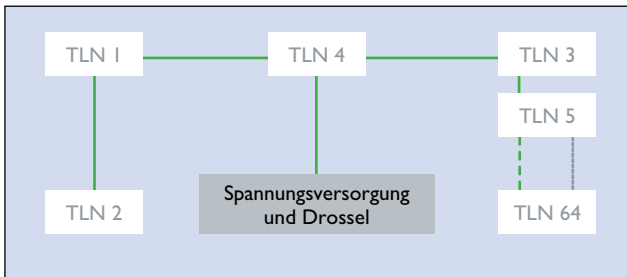 TLN 1
TLN 4
TLN 3
TLN 5
TLN 2
Spannungsversorgung
und Drossel
TLN 64